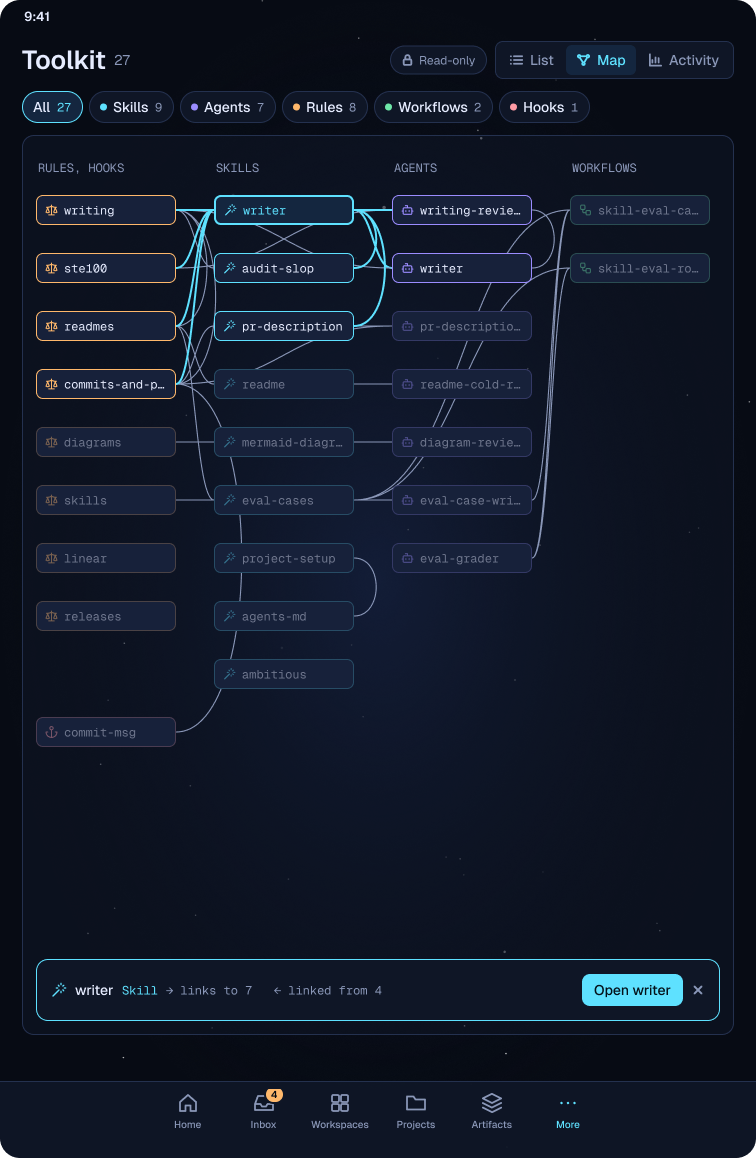 9:41
Toolkit 27
Read-only
List
Map
Activity
All 27
Skills 9
Agents 7
Rules 8
Workflows 2
Hooks 1
RULES, HOOKS
SKILLS
AGENTS
WORKFLOWS
writing
writer
writing-revie…
skill-eval-ca…
ste100
audit-slop
writer
skill-eval-ro…
readmes
pr-description
pr-descriptio…
commits-and-p…
readme
readme-cold-r…
diagrams
mermaid-diagr…
diagram-revie…
skills
eval-cases
eval-case-wri…
linear
project-setup
eval-grader
releases
agents-md
ambitious
commit-msg
writer Skill → links to 7 ← linked from 4
Open writer ×
4
Home
Inbox
Workspaces
Projects
Artifacts
More